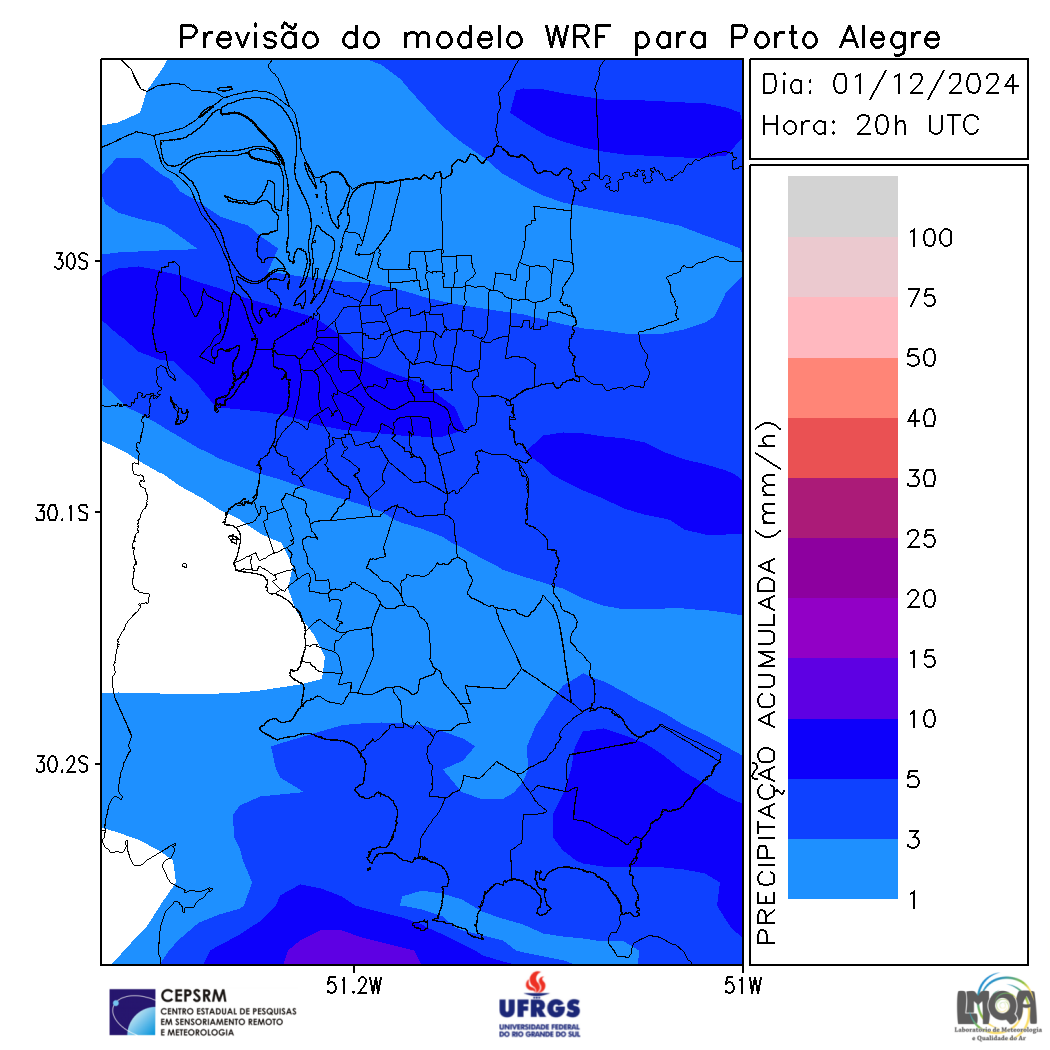 Previsão do modelo WRF para Porto Alegre
Dia: 01/12/2024
Hora: 20h UTC
30S
30.1S
30.2S
51.2W
51W
PRECIPITAÇÃO ACUMULADA (mm/h)
100
75
50
40
30
25
20
15
10
5
3
1
CEPSRM
CENTRO ESTADUAL DE PESQUISAS
EM SENSORIAMENTO REMOTO
E METEOROLOGIA
UFRGS
UNIVERSIDADE FEDERAL
DO RIO GRANDE DO SUL
LMQA
Laboratório de Meteorologia
e Qualidade do Ar